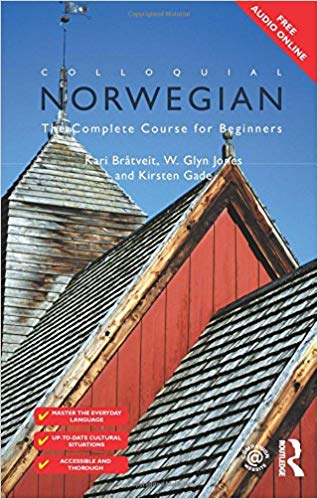 FREE
AUDIO ONLINE
COLLOQUIAL
NORWEGIAN
The Complete Course for Beginners
Kari Bråtveit, W. Glyn Jones
and Kirsten Gade
MASTER THE EVERYDAY
LANGUAGE
UP-TO-DATE CULTURAL
SITUATIONS
ACCESSIBLE AND
THOROUGH
ROUTLEDGE